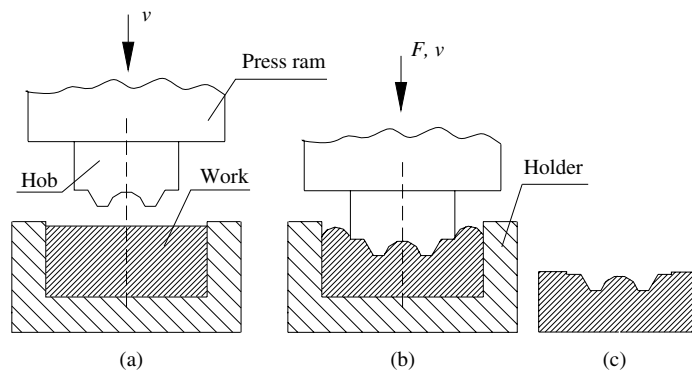 v
F, v
Press ram
Hob
Work
Holder
(a)
(b)
(c)